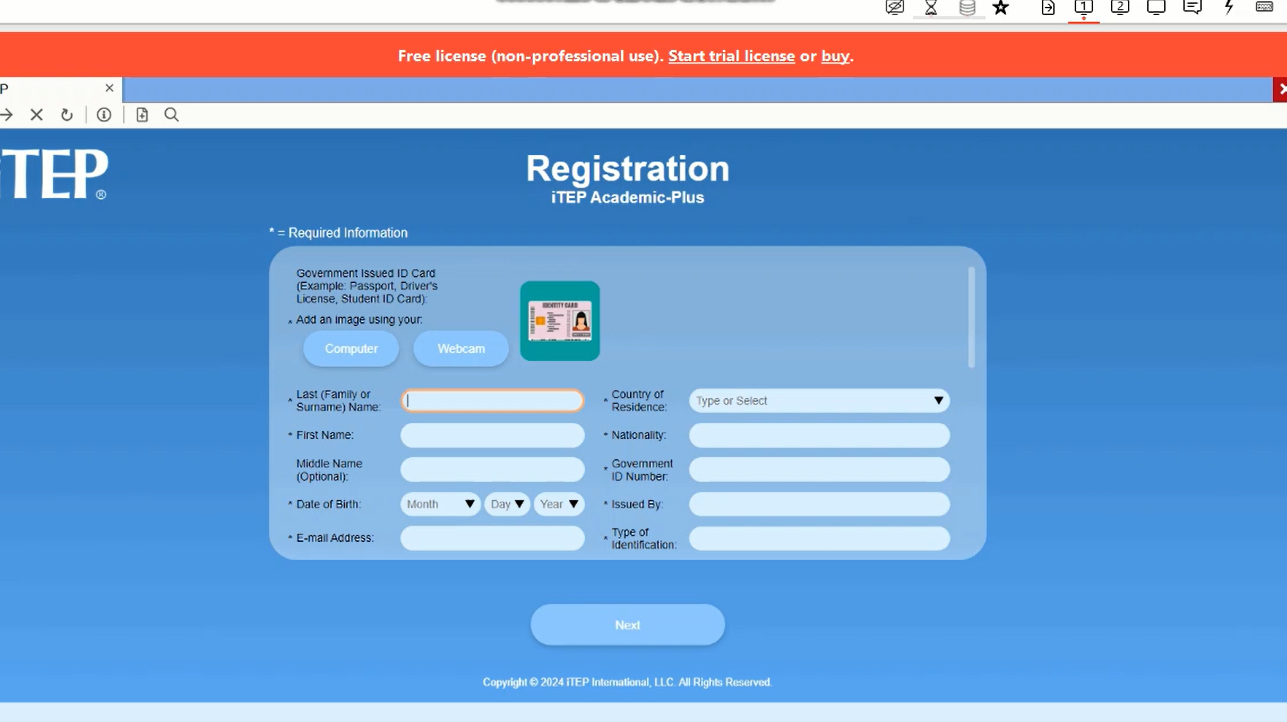 1 2
Free license (non-professional use). Start trial license or buy.
P
iTEP®
Registration
iTEP Academic-Plus
* = Required Information
Government Issued ID Card
(Example: Passport, Driver's
License, Student ID Card):
* Add an image using your:
Computer Webcam
IDENTITY CARD
* Last (Family or
Surname) Name:
* Country of
Residence:
Type or Select
* First Name:
* Nationality:
Middle Name
(Optional):
* Government
ID Number:
* Date of Birth:
Month Day Year
* Issued By:
* E-mail Address:
* Type of
Identification:
Next
Copyright © 2024 iTEP International, LLC. All Rights Reserved.